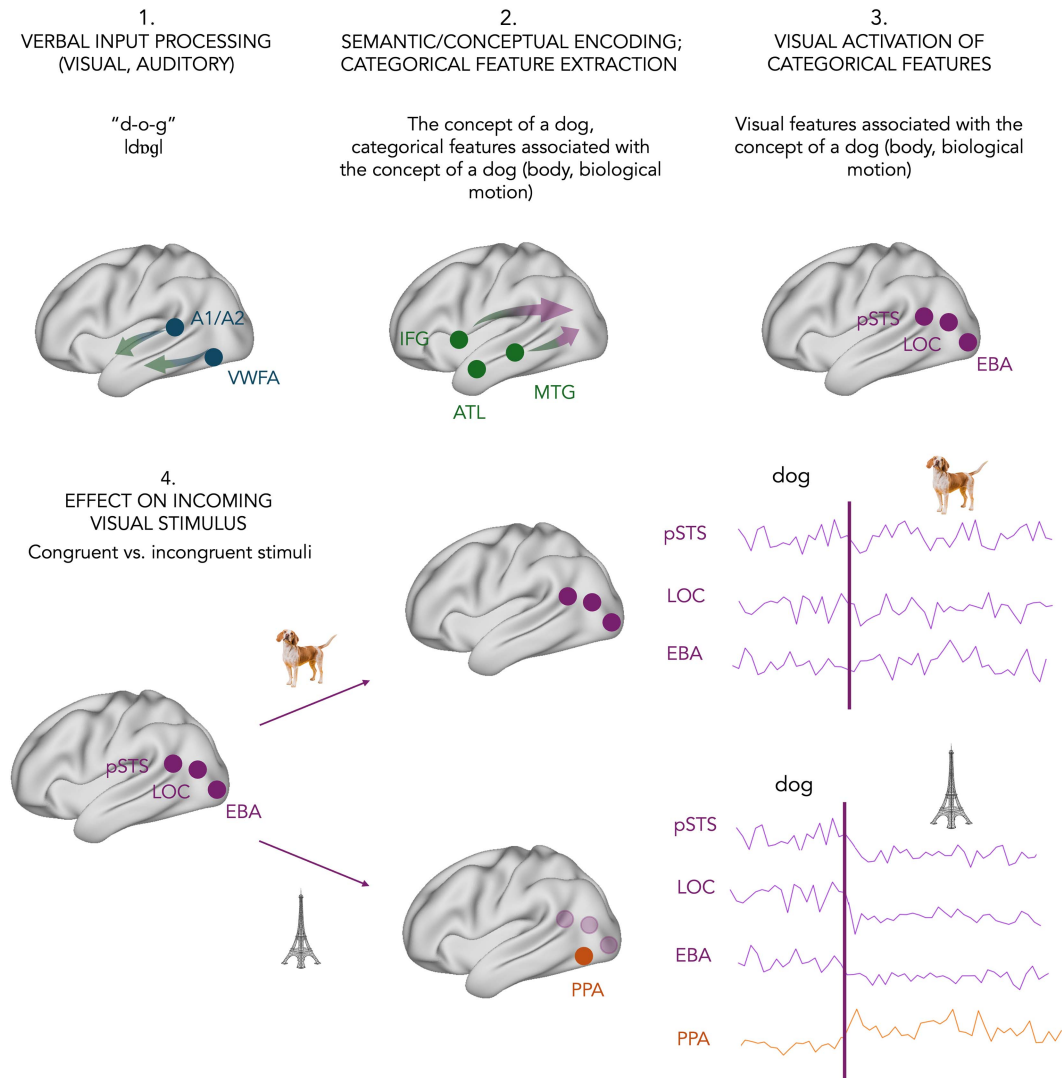 1.
VERBAL INPUT PROCESSING
(VISUAL, AUDITORY)
“d-o-g”
|dɒg|
A1/A2
VWFA
2.
SEMANTIC/CONCEPTUAL ENCODING;
CATEGORICAL FEATURE EXTRACTION
The concept of a dog,
categorical features associated with
the concept of a dog (body, biological
motion)
IFG
MTG
ATL
3.
VISUAL ACTIVATION OF
CATEGORICAL FEATURES
Visual features associated with the
concept of a dog (body, biological
motion)
pSTS
LOC
EBA
4.
EFFECT ON INCOMING
VISUAL STIMULUS
Congruent vs. incongruent stimuli
pSTS
LOC
EBA
dog
pSTS
LOC
EBA
PPA
dog
pSTS
LOC
EBA
PPA